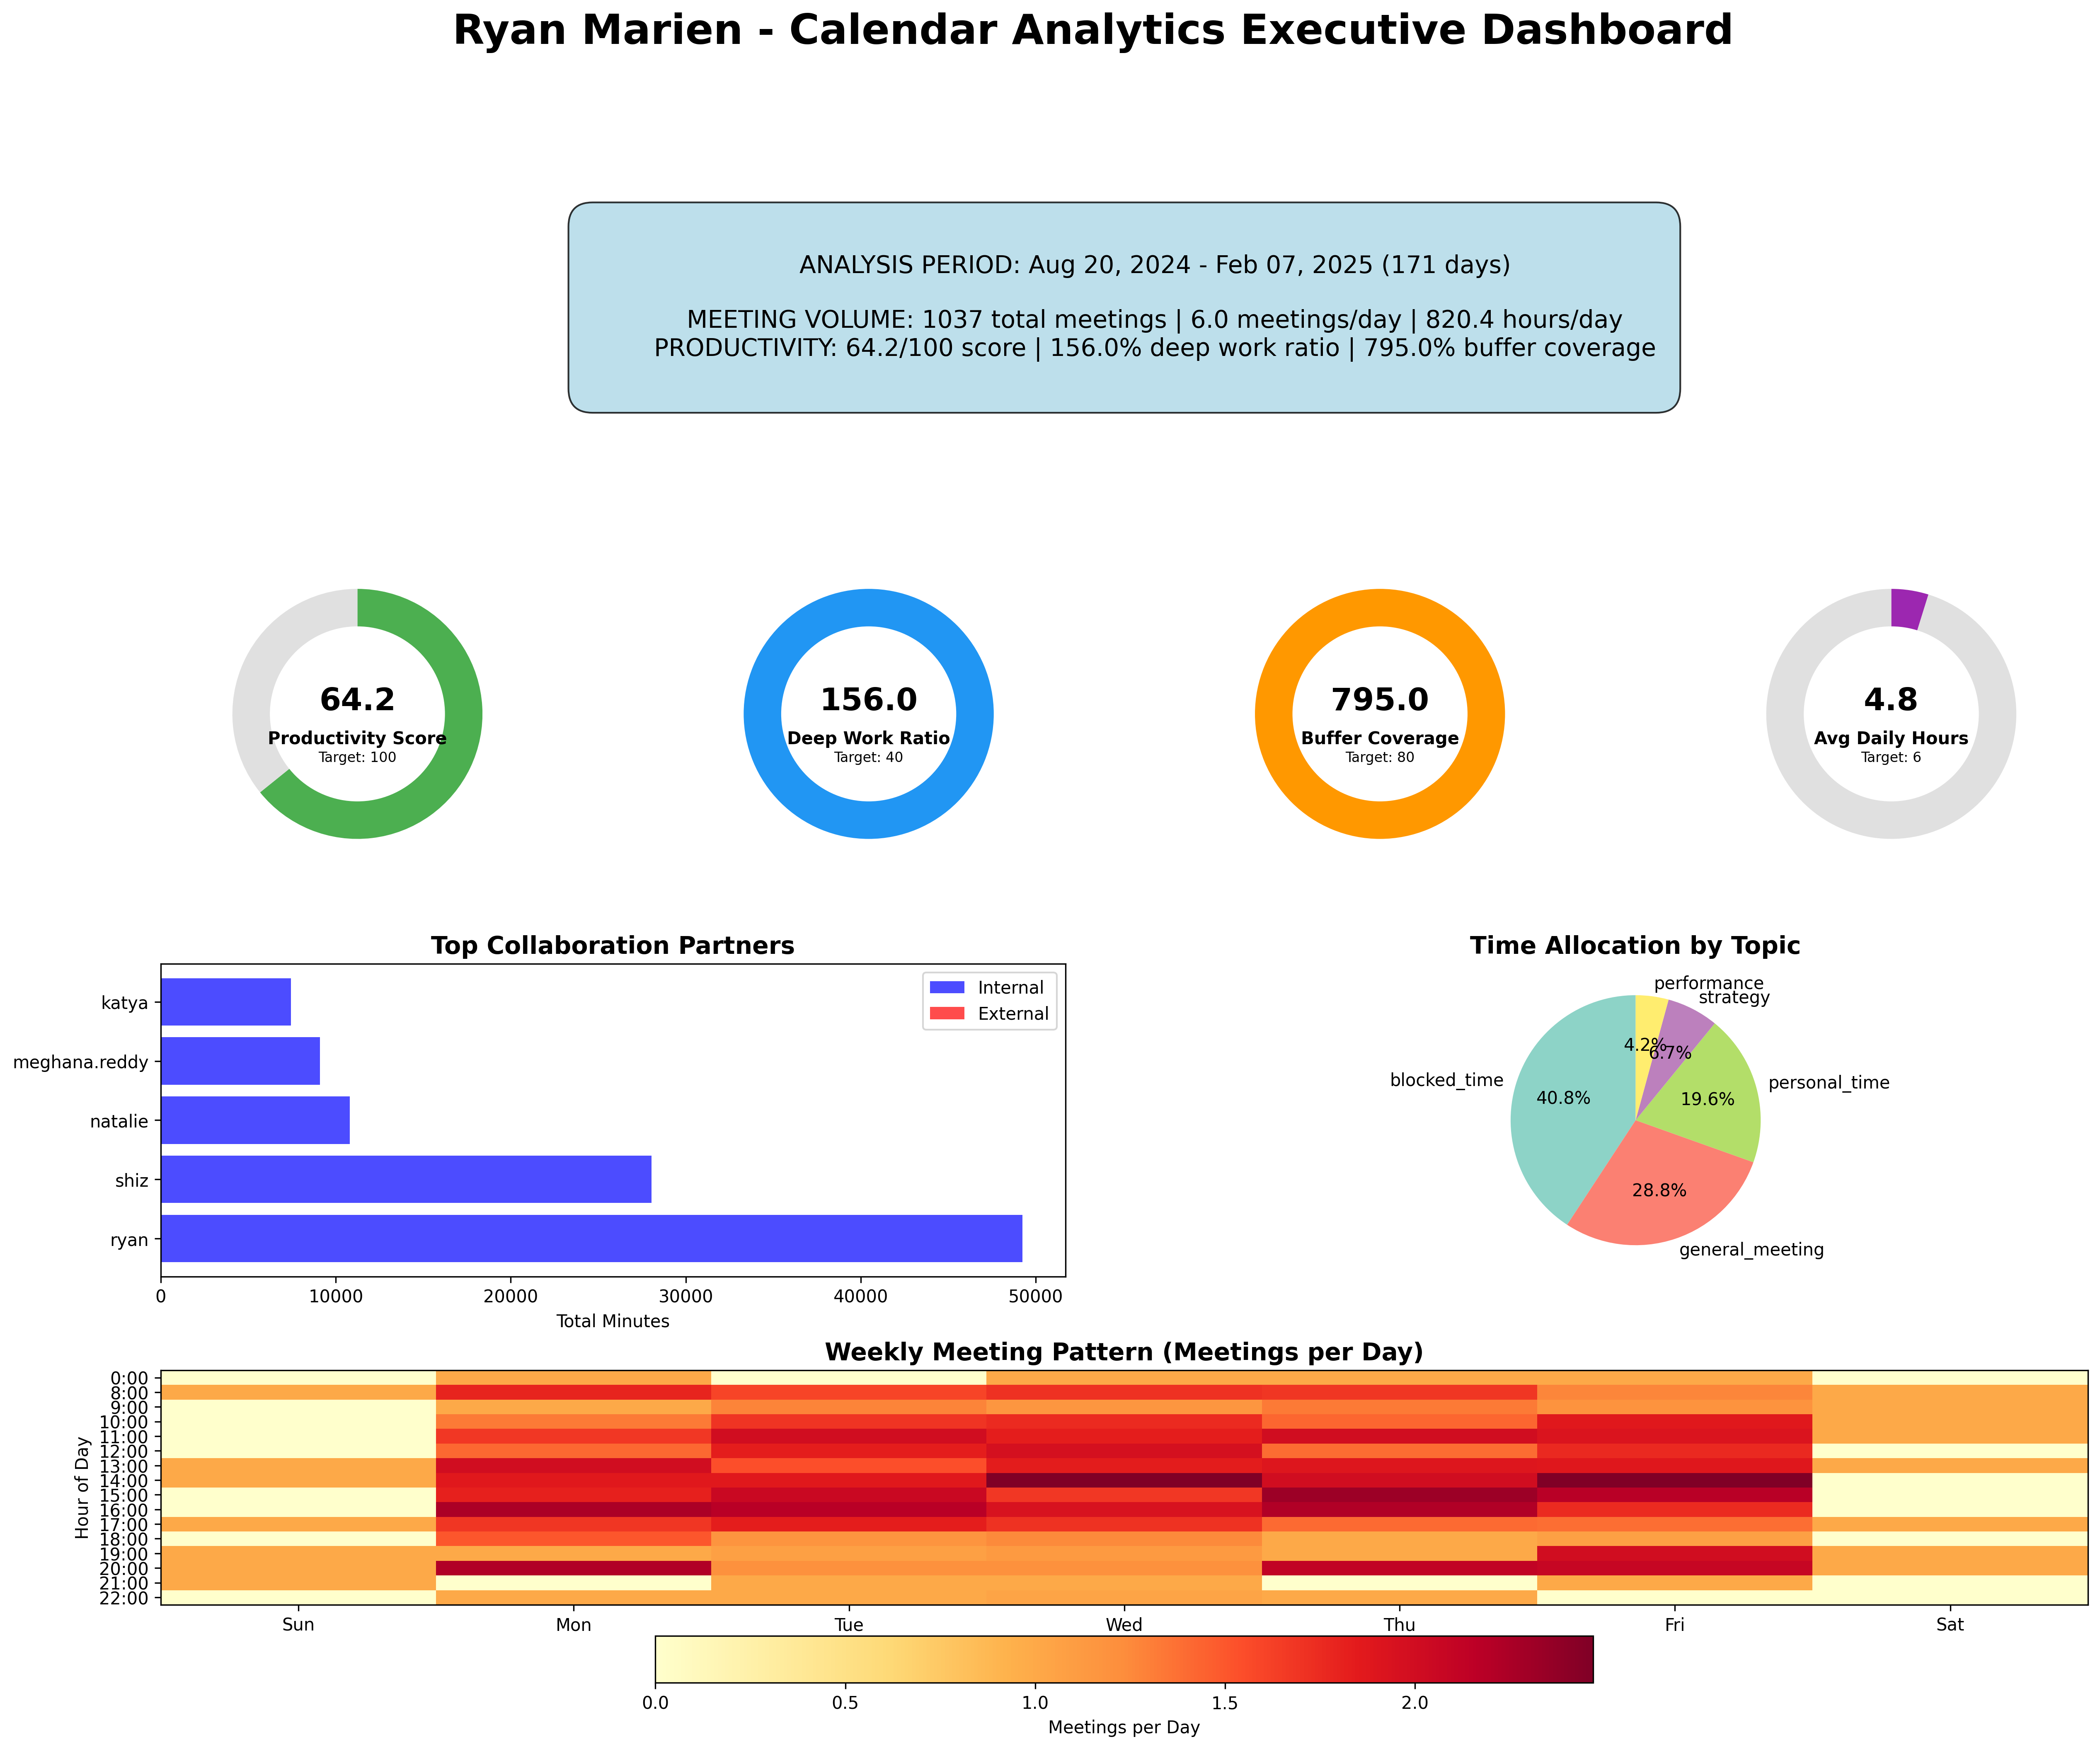 Ryan Marien - Calendar Analytics Executive Dashboard
ANALYSIS PERIOD: Aug 20, 2024 - Feb 07, 2025 (171 days)
MEETING VOLUME: 1037 total meetings | 6.0 meetings/day | 820.4 hours/day
PRODUCTIVITY: 64.2/100 score | 156.0% deep work ratio | 795.0% buffer coverage
64.2
Productivity Score
Target: 100
156.0
Deep Work Ratio
Target: 40
795.0
Buffer Coverage
Target: 80
4.8
Avg Daily Hours
Target: 6
Top Collaboration Partners
katya
meghana.reddy
natalie
shiz
ryan
Internal
External
0 10000 20000 30000 40000 50000
Total Minutes
Time Allocation by Topic
performance
strategy
4.2%
6.7%
blocked_time
personal_time
40.8%
19.6%
28.8%
general_meeting
Weekly Meeting Pattern (Meetings per Day)
Hour of Day
0:00
8:00
9:00
10:00
11:00
12:00
13:00
14:00
15:00
16:00
17:00
18:00
19:00
20:00
21:00
22:00
Sun Mon Tue Wed Thu Fri Sat
0.0 0.5 1.0 1.5 2.0
Meetings per Day